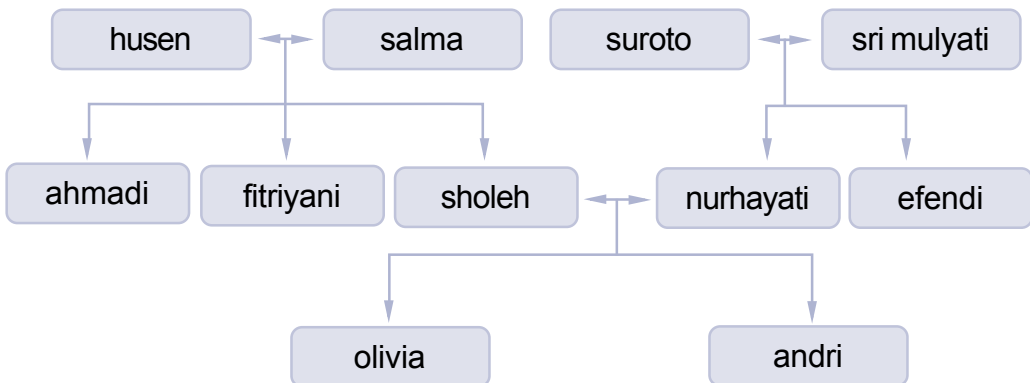 husen
salma
suroto
sri mulyati
ahmadi
fitriyani
sholeh
nurhayati
efendi
olivia
andri